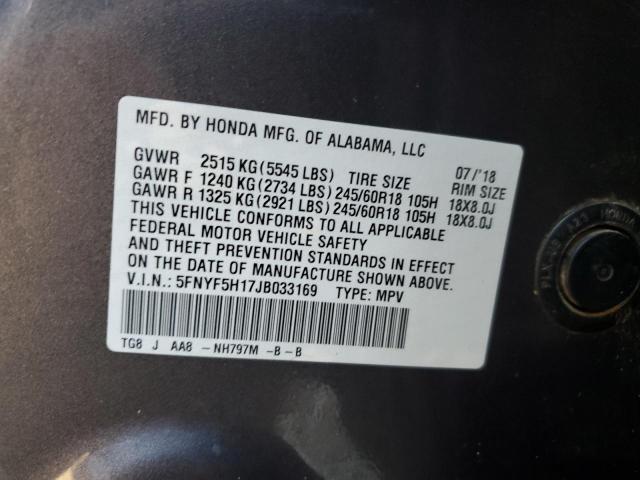 MFD. BY HONDA MFG. OF ALABAMA, LLC
GVWR 2515 KG(5545 LBS) TIRE SIZE 07/'18 RIM SIZE
GAWR F 1240 KG(2734 LBS) 245/60R18 105H 18X8.0J
GAWR R 1325 KG(2921 LBS) 245/60R18 105H 18X8.0J
THIS VEHICLE CONFORMS TO ALL APPLICABLE
FEDERAL MOTOR VEHICLE SAFETY
AND THEFT PREVENTION STANDARDS IN EFFECT
ON THE DATE OF MANUFACTURE SHOWN ABOVE.
V.I.N.: 5FNYF5H17JB033169 TYPE: MPV
TG8 J AA8 -NH797M -B-B
HONDA